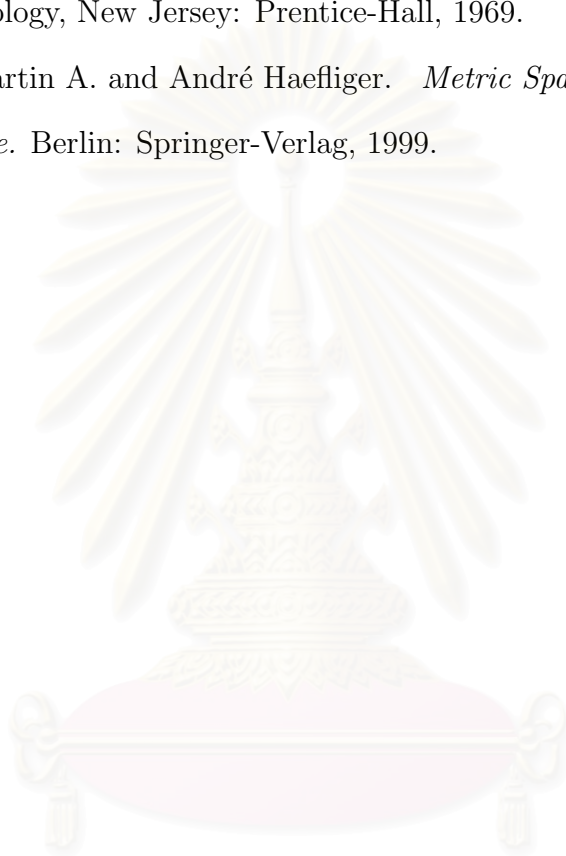 ology, New Jersey: Prentice-Hall, 1969.
artin A. and André Haefliger. Metric Spa
e. Berlin: Springer-Verlag, 1999.